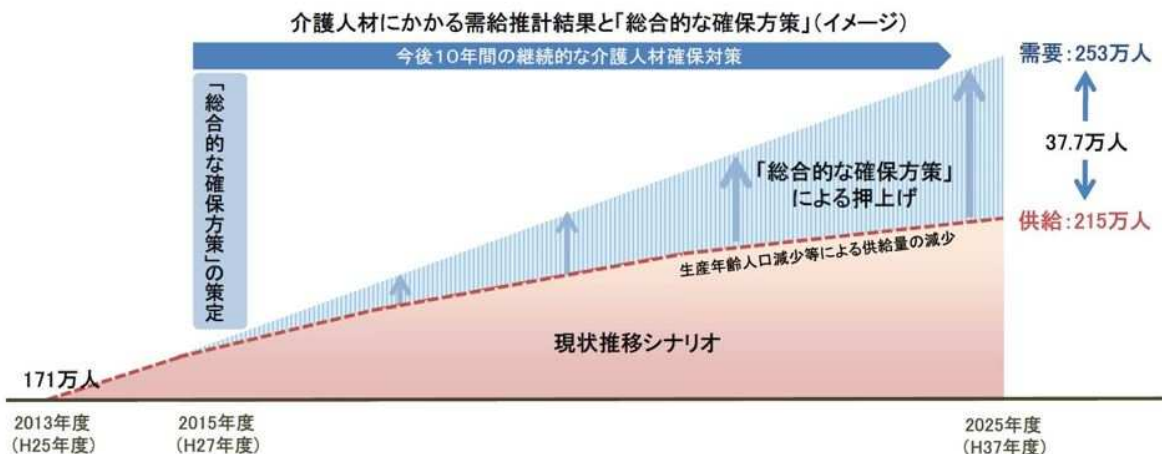 介護人材にかかる需給推計結果と「総合的な確保方策」(イメージ)
今後10年間の継続的な介護人材確保対策
「総合的な確保方策」の策定
需要:253万人
37.7万人
供給:215万人
「総合的な確保方策」
による押上げ
生産年齢人口減少等による供給量の減少
現状推移シナリオ
171万人
2013年度
(H25年度)
2015年度
(H27年度)
2025年度
(H37年度)